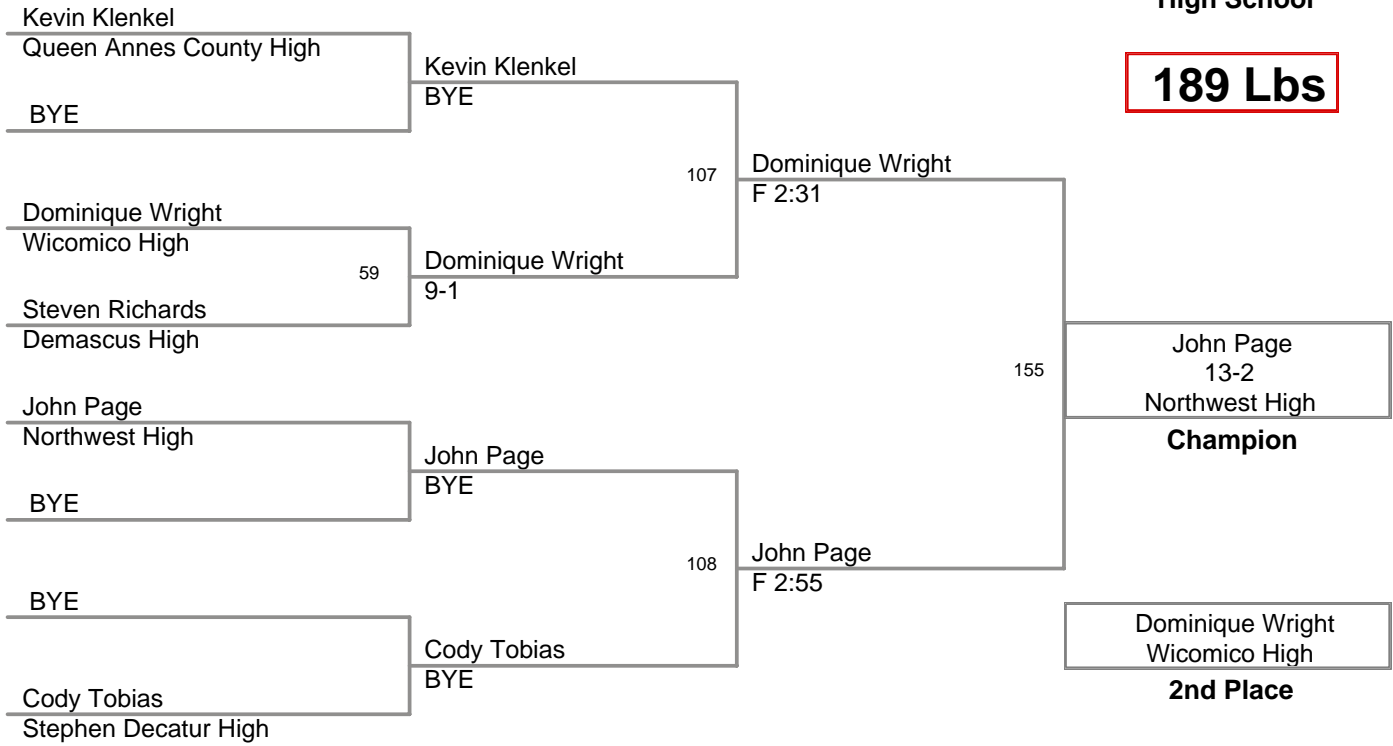 High School
189 Lbs
Kevin Klenkel
Queen Annes County High
BYE
Dominique Wright
Wicomico High
59
Steven Richards
Demascus High
John Page
Northwest High
BYE
BYE
Cody Tobias
Stephen Decatur High
Kevin Klenkel
BYE
107
Dominique Wright
9-1
John Page
BYE
108
Cody Tobias
BYE
Dominique Wright
F 2:31
155
John Page
F 2:55
John Page
13-2
Northwest High
Champion
Dominique Wright
Wicomico High
2nd Place